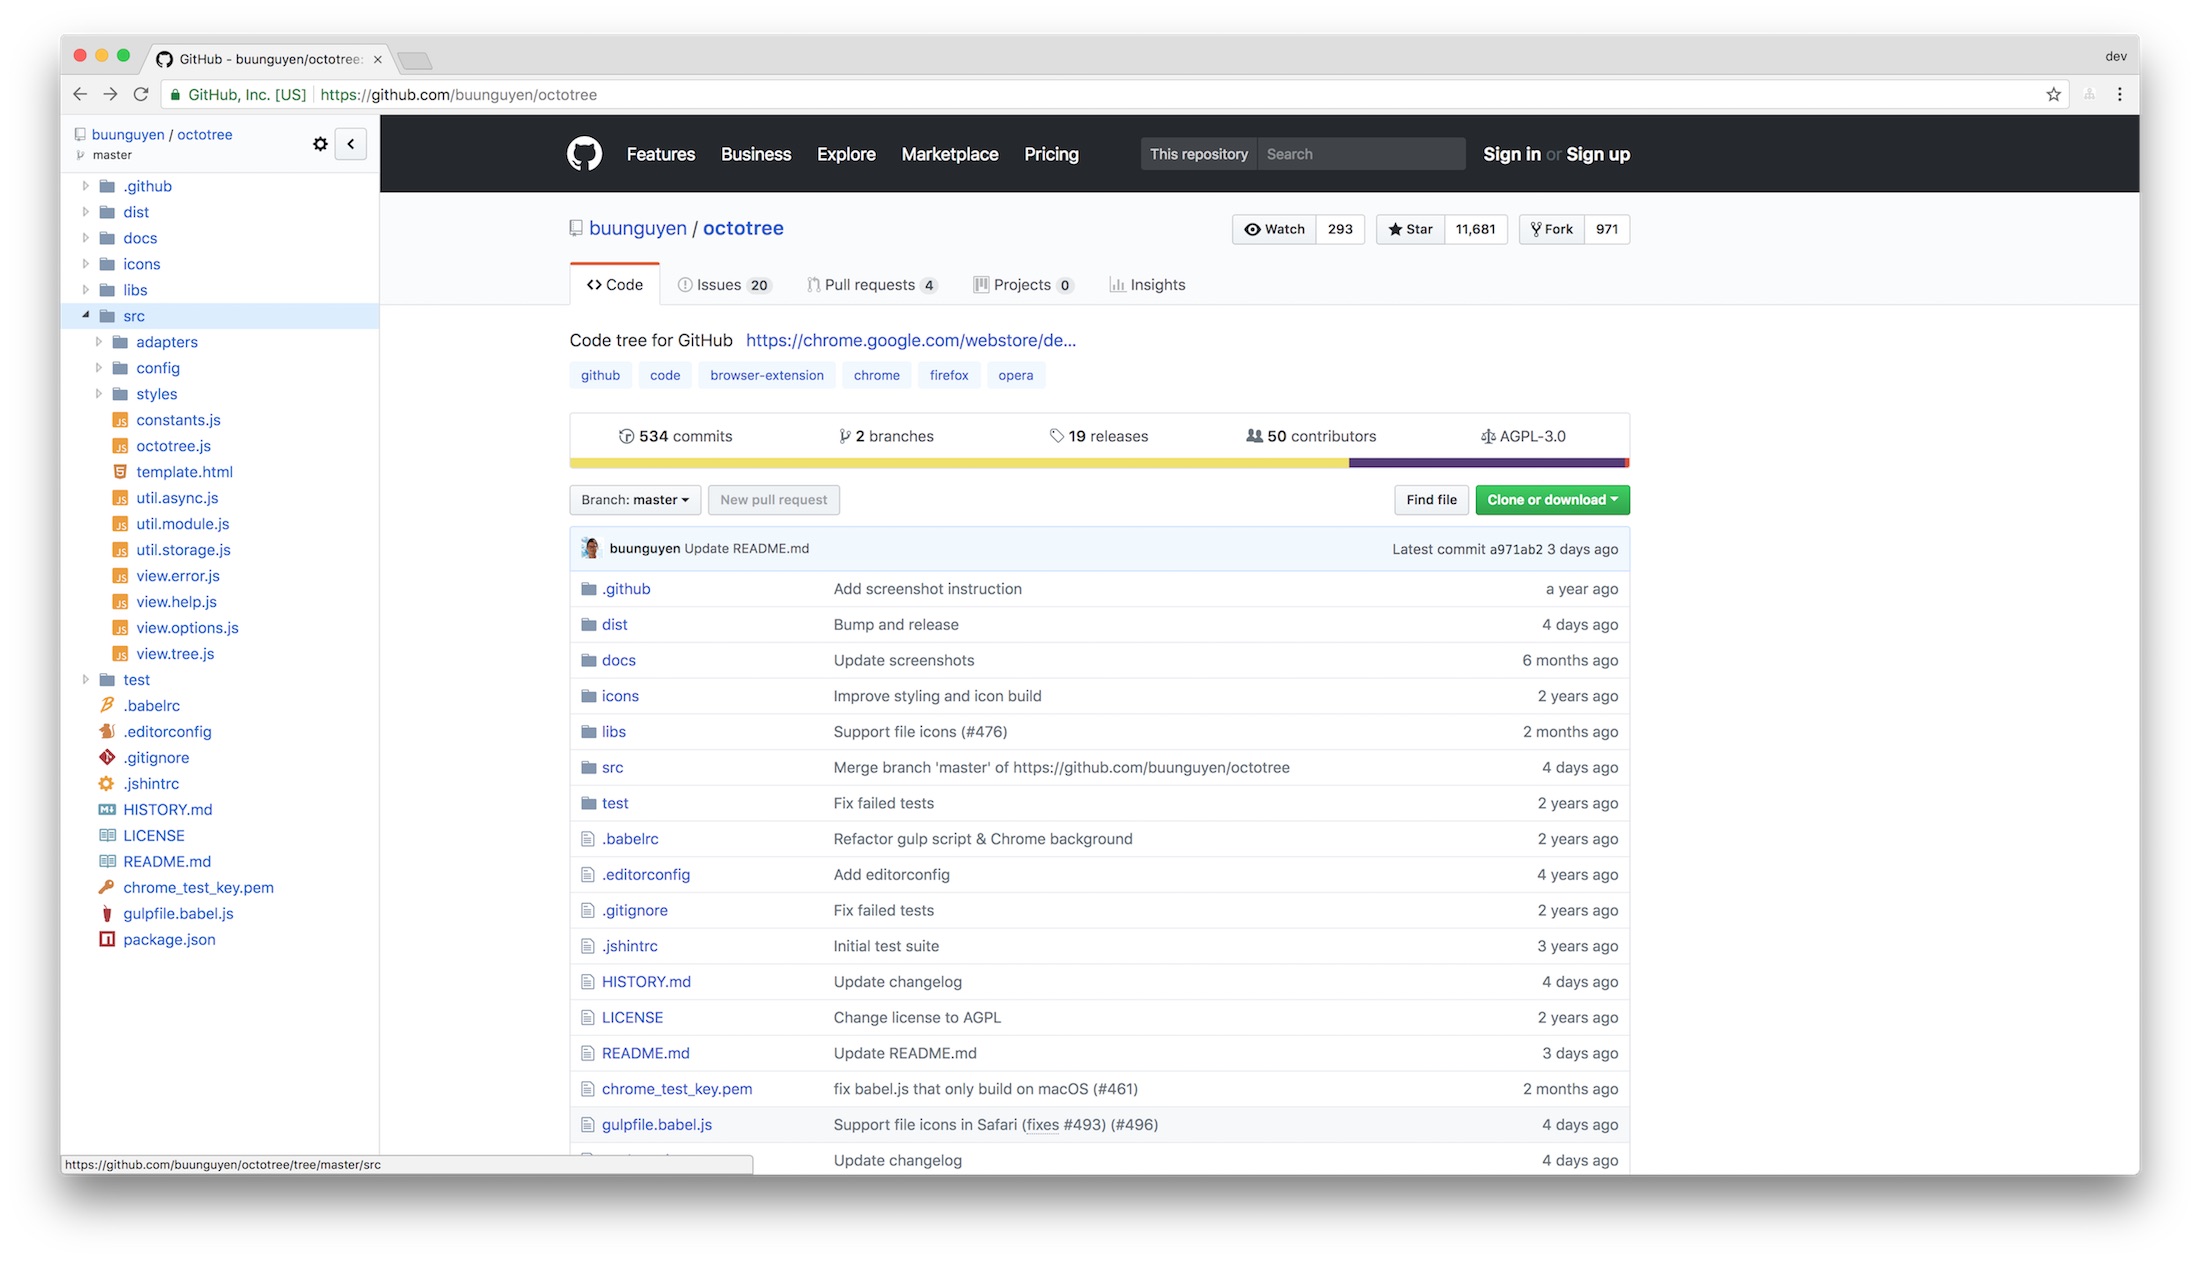 GitHub - buunguyen/octotree:
dev
GitHub, Inc. [US] https://github.com/buunguyen/octotree
buunguyen / octotree
master
.github
dist
docs
icons
libs
src
adapters
config
styles
constants.js
octotree.js
template.html
util.async.js
util.module.js
util.storage.js
view.error.js
view.help.js
view.options.js
view.tree.js
test
.babelrc
.editorconfig
.gitignore
.jshintrc
HISTORY.md
LICENSE
README.md
chrome_test_key.pem
gulpfile.babel.js
package.json
https://github.com/buunguyen/octotree/tree/master/src
Features Business Explore Marketplace Pricing This repository Search Sign in or Sign up
buunguyen / octotree Watch 293 Star 11,681 Fork 971
Code Issues 20 Pull requests 4 Projects 0 Insights
Code tree for GitHub https://chrome.google.com/webstore/de...
github code browser-extension chrome firefox opera
534 commits 2 branches 19 releases 50 contributors AGPL-3.0
Branch: master New pull request Find file Clone or download
buunguyen Update README.md Latest commit a971ab2 3 days ago
.github Add screenshot instruction a year ago
dist Bump and release 4 days ago
docs Update screenshots 6 months ago
icons Improve styling and icon build 2 years ago
libs Support file icons (#476) 2 months ago
src Merge branch 'master' of https://github.com/buunguyen/octotree 4 days ago
test Fix failed tests 2 years ago
.babelrc Refactor gulp script & Chrome background 2 years ago
.editorconfig Add editorconfig 4 years ago
.gitignore Fix failed tests 2 years ago
.jshintrc Initial test suite 3 years ago
HISTORY.md Update changelog 4 days ago
LICENSE Change license to AGPL 2 years ago
README.md Update README.md 3 days ago
chrome_test_key.pem fix babel.js that only build on macOS (#461) 2 months ago
gulpfile.babel.js Support file icons in Safari (fixes #493) (#496) 4 days ago
Update changelog 4 days ago